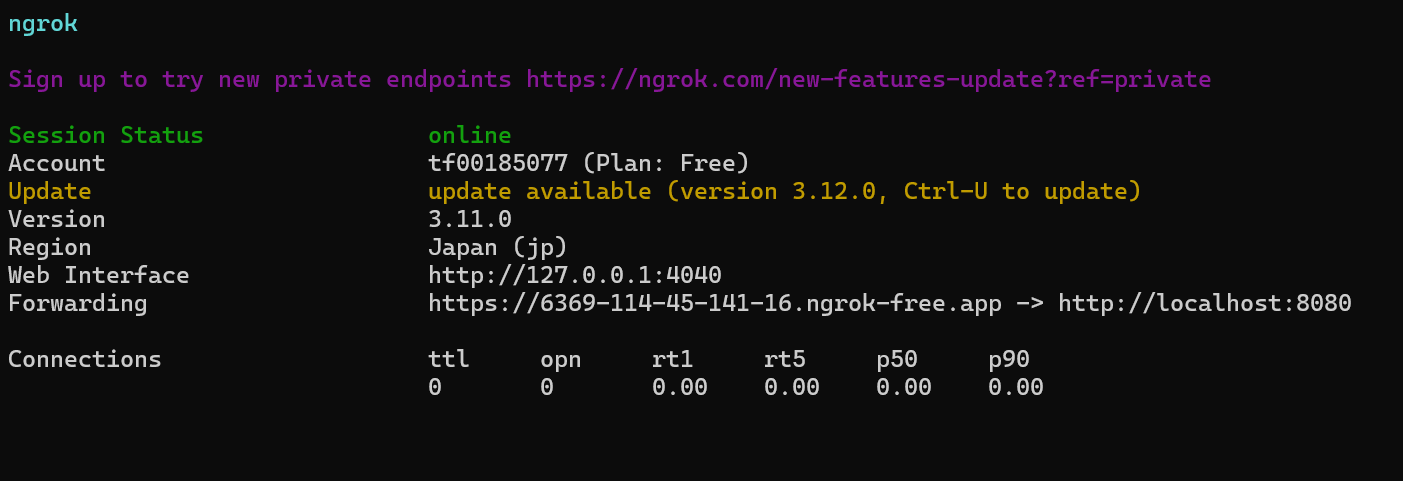 ngrok
Sign up to try new private endpoints https://ngrok.com/new-features-update?ref=private
Session Status online
Account tf00185077 (Plan: Free)
Update update available (version 3.12.0, Ctrl-U to update)
Version 3.11.0
Region Japan (jp)
Web Interface http://127.0.0.1:4040
Forwarding https://6369-114-45-141-16.ngrok-free.app -> http://localhost:8080
Connections ttl opn rt1 rt5 p50 p90
0 0 0.00 0.00 0.00 0.00